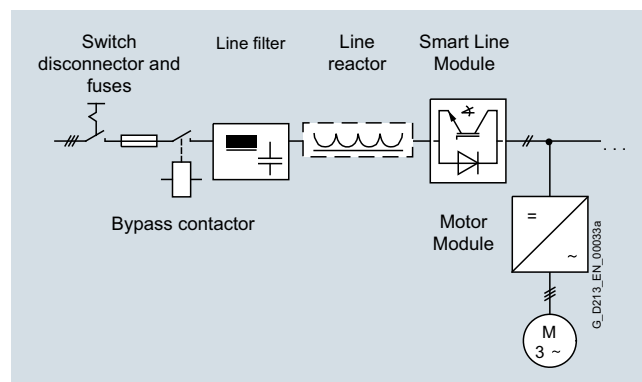 Switch
disconnector and
fuses
Line filter
Line
reactor
Smart Line
Module
Bypass contactor
. . .
Motor
Module
=
~
G_D213_EN_00033a
M
3 ~